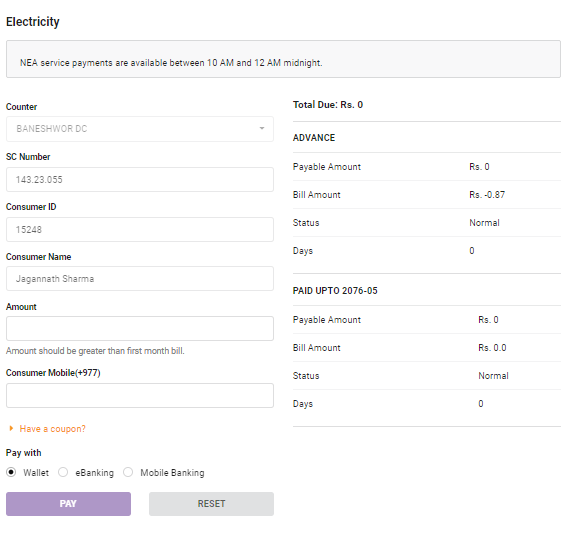 Electricity
NEA service payments are available between 10 AM and 12 AM midnight.
Counter
BANESHWOR DC
SC Number
143.23.055
Consumer ID
15248
Consumer Name
Jagannath Sharma
Amount
Amount should be greater than first month bill.
Consumer Mobile(+977)
Have a coupon?
Pay with
Wallet eBanking Mobile Banking
PAY RESET
Total Due: Rs. 0
ADVANCE
Payable Amount Rs. 0
Bill Amount Rs. -0.87
Status Normal
Days 0
PAID UPTO 2076-05
Payable Amount Rs. 0
Bill Amount Rs. 0.0
Status Normal
Days 0